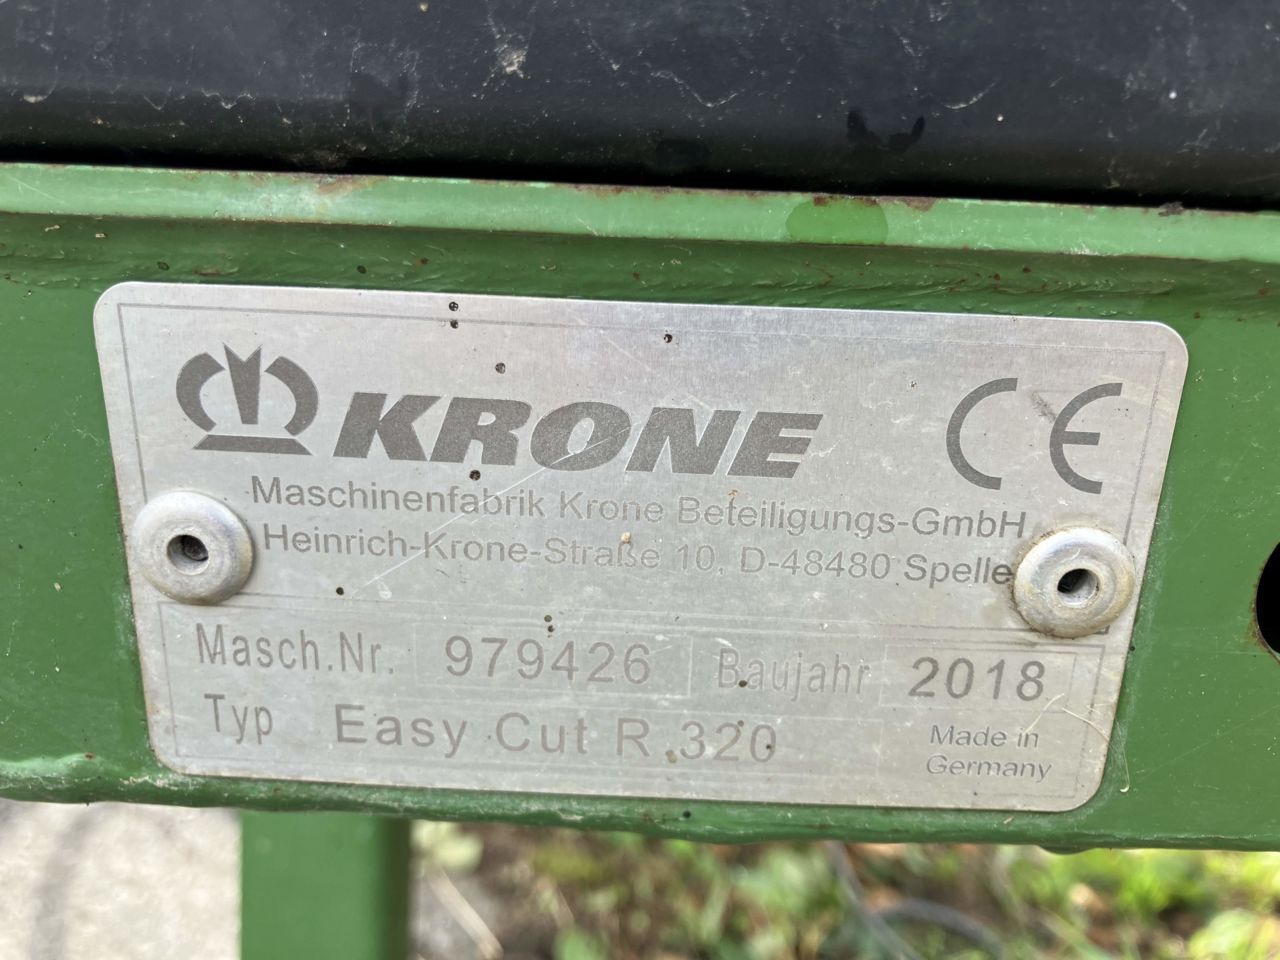 KRONE CE
Maschinenfabrik Krone Beteiligungs-GmbH
Heinrich-Krone-Straße 10, D-48480 Spelle
Masch.Nr. 979426 Baujahr 2018
Typ Easy Cut R 320
Made in
Germany